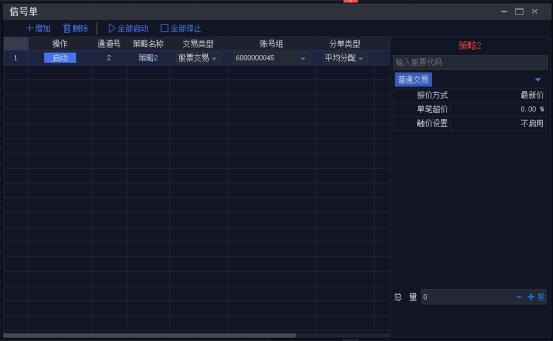 信号单
+增加 删除 全部启动 全部停止
操作 通道号 策略名称 交易类型 账号组 分单类型
1 启动 2 策略2 股票交易 6000000045 平均分配
策略2
输入股票代码
普通交易
报价方式 最新价
单笔超价 0.00 %
触价设置 不启用
总 量 0 - + 股